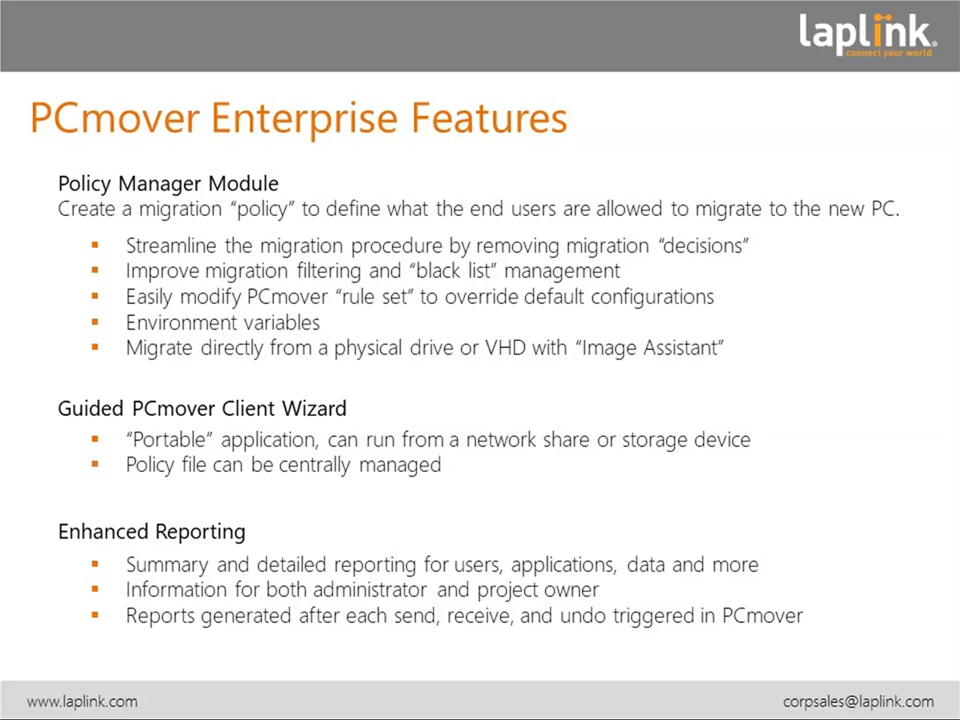 laplink.
connect your world
PCmover Enterprise Features
Policy Manager Module
Create a migration “policy” to define what the end users are allowed to migrate to the new PC.
Streamline the migration procedure by removing migration “decisions”
Improve migration filtering and “black list” management
Easily modify PCmover “rule set” to override default configurations
Environment variables
Migrate directly from a physical drive or VHD with “Image Assistant”
Guided PCmover Client Wizard
“Portable” application, can run from a network share or storage device
Policy file can be centrally managed
Enhanced Reporting
Summary and detailed reporting for users, applications, data and more
Information for both administrator and project owner
Reports generated after each send, receive, and undo triggered in PCmover
www.laplink.com
corpsales@laplink.com